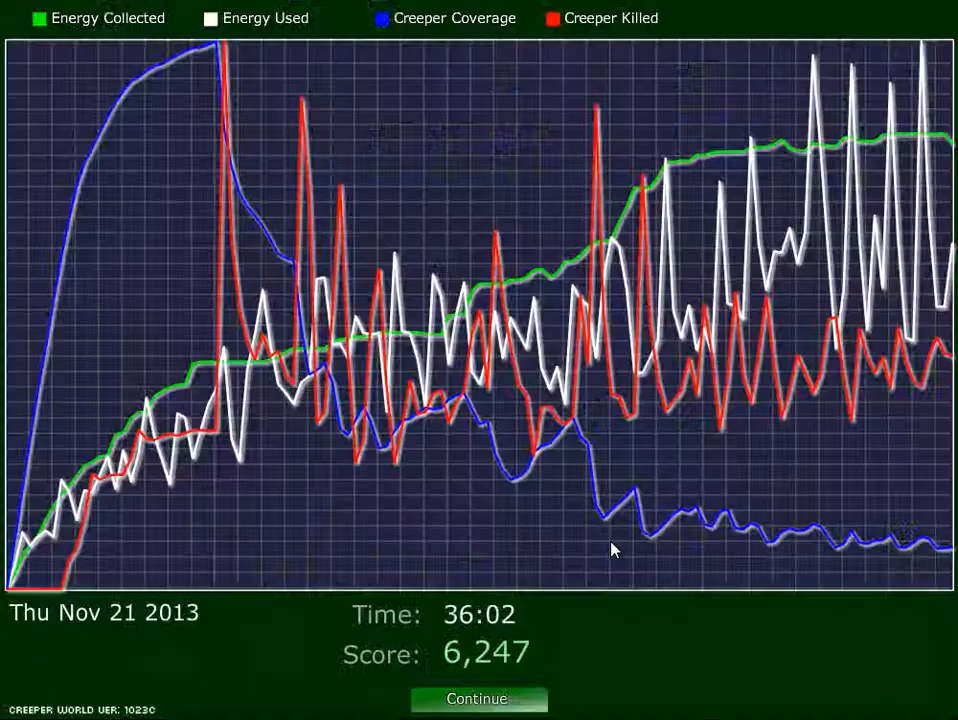 Energy Collected Energy Used Creeper Coverage Creeper Killed
Thu Nov 21 2013
Time: 36:02
Score: 6,247
Continue
CREEPER WORLD VER: 1023C